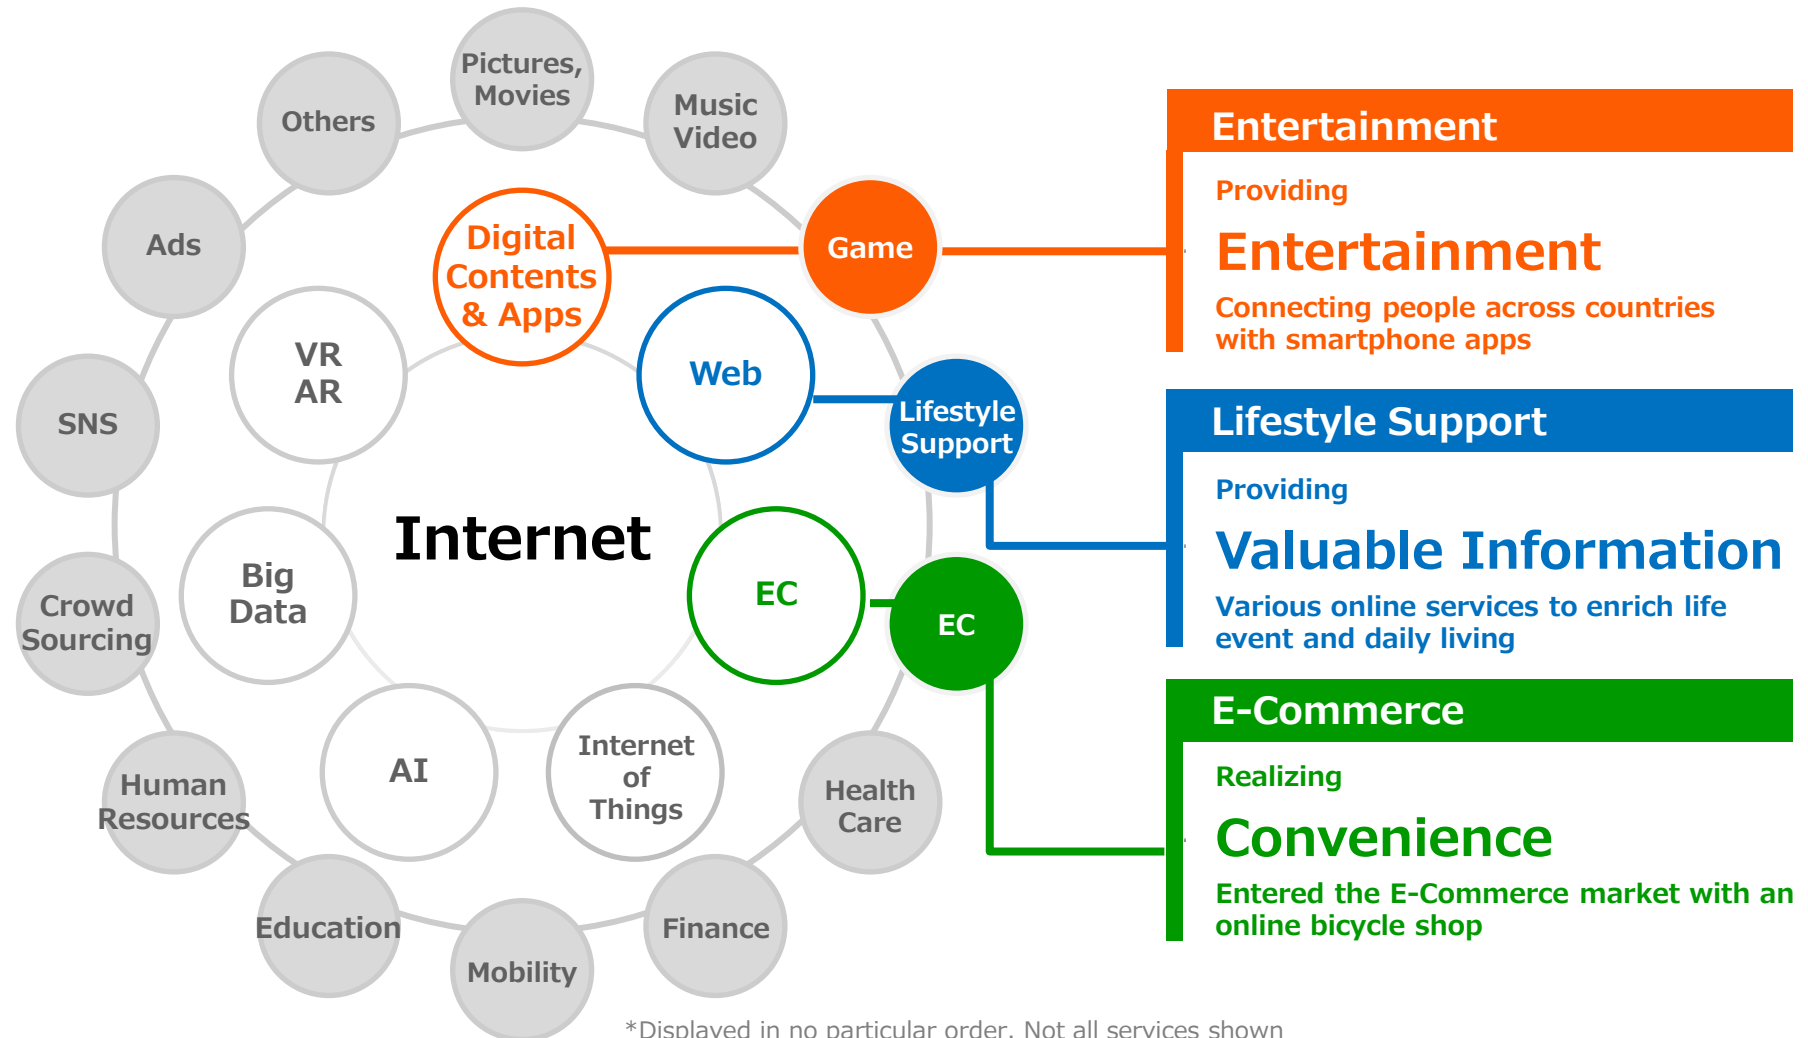 Pictures,
Movies
Music
Video
Others
Ads
SNS
Crowd
Sourcing
Human
Resources
Education
Mobility
Finance
Health
Care
Game
Lifestyle
Support
EC
Digital
Contents
& Apps
Web
EC
Internet
of
Things
AI
Big
Data
VR
AR
Internet
Entertainment
Providing
Entertainment
Connecting people across countries
with smartphone apps
Lifestyle Support
Providing
Valuable Information
Various online services to enrich life
event and daily living
E-Commerce
Realizing
Convenience
Entered the E-Commerce market with an
online bicycle shop
*Displayed in no particular order. Not all services shown